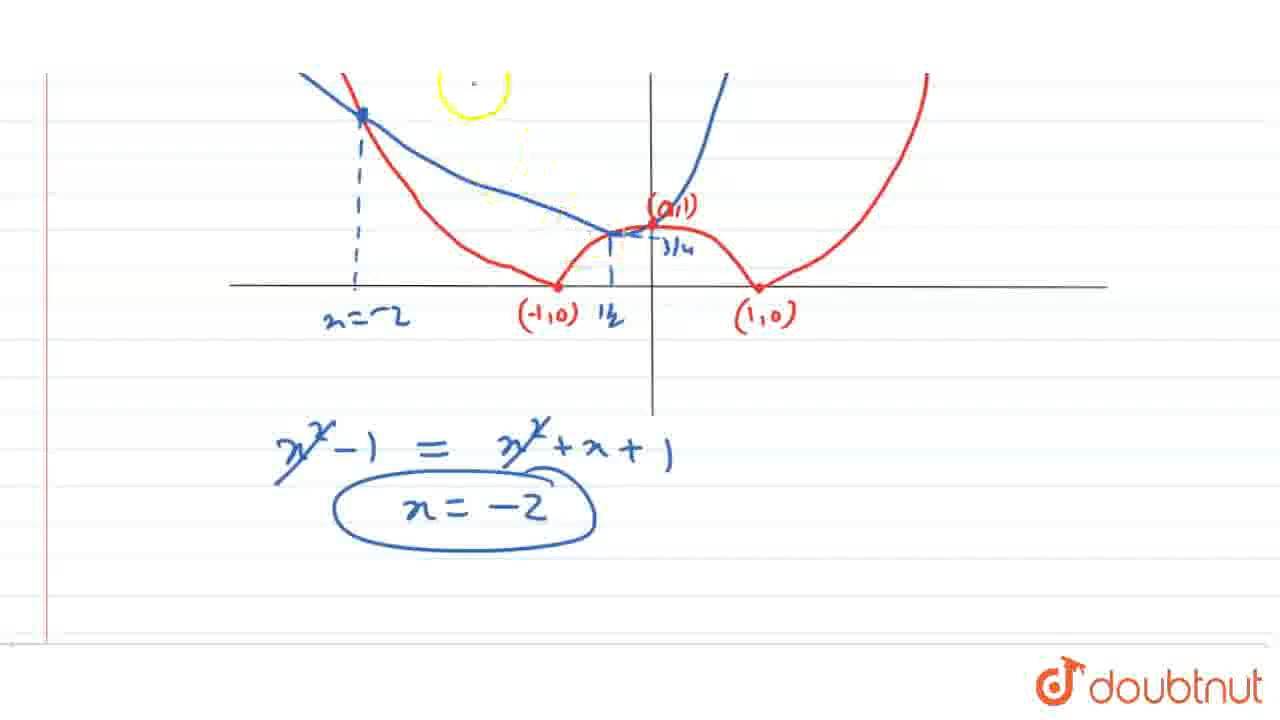 (0,1)
3/4
x=-2
(-1,0)
1/2
(1,0)
x²-1 = x²+x+1
x = -2
doubtnut